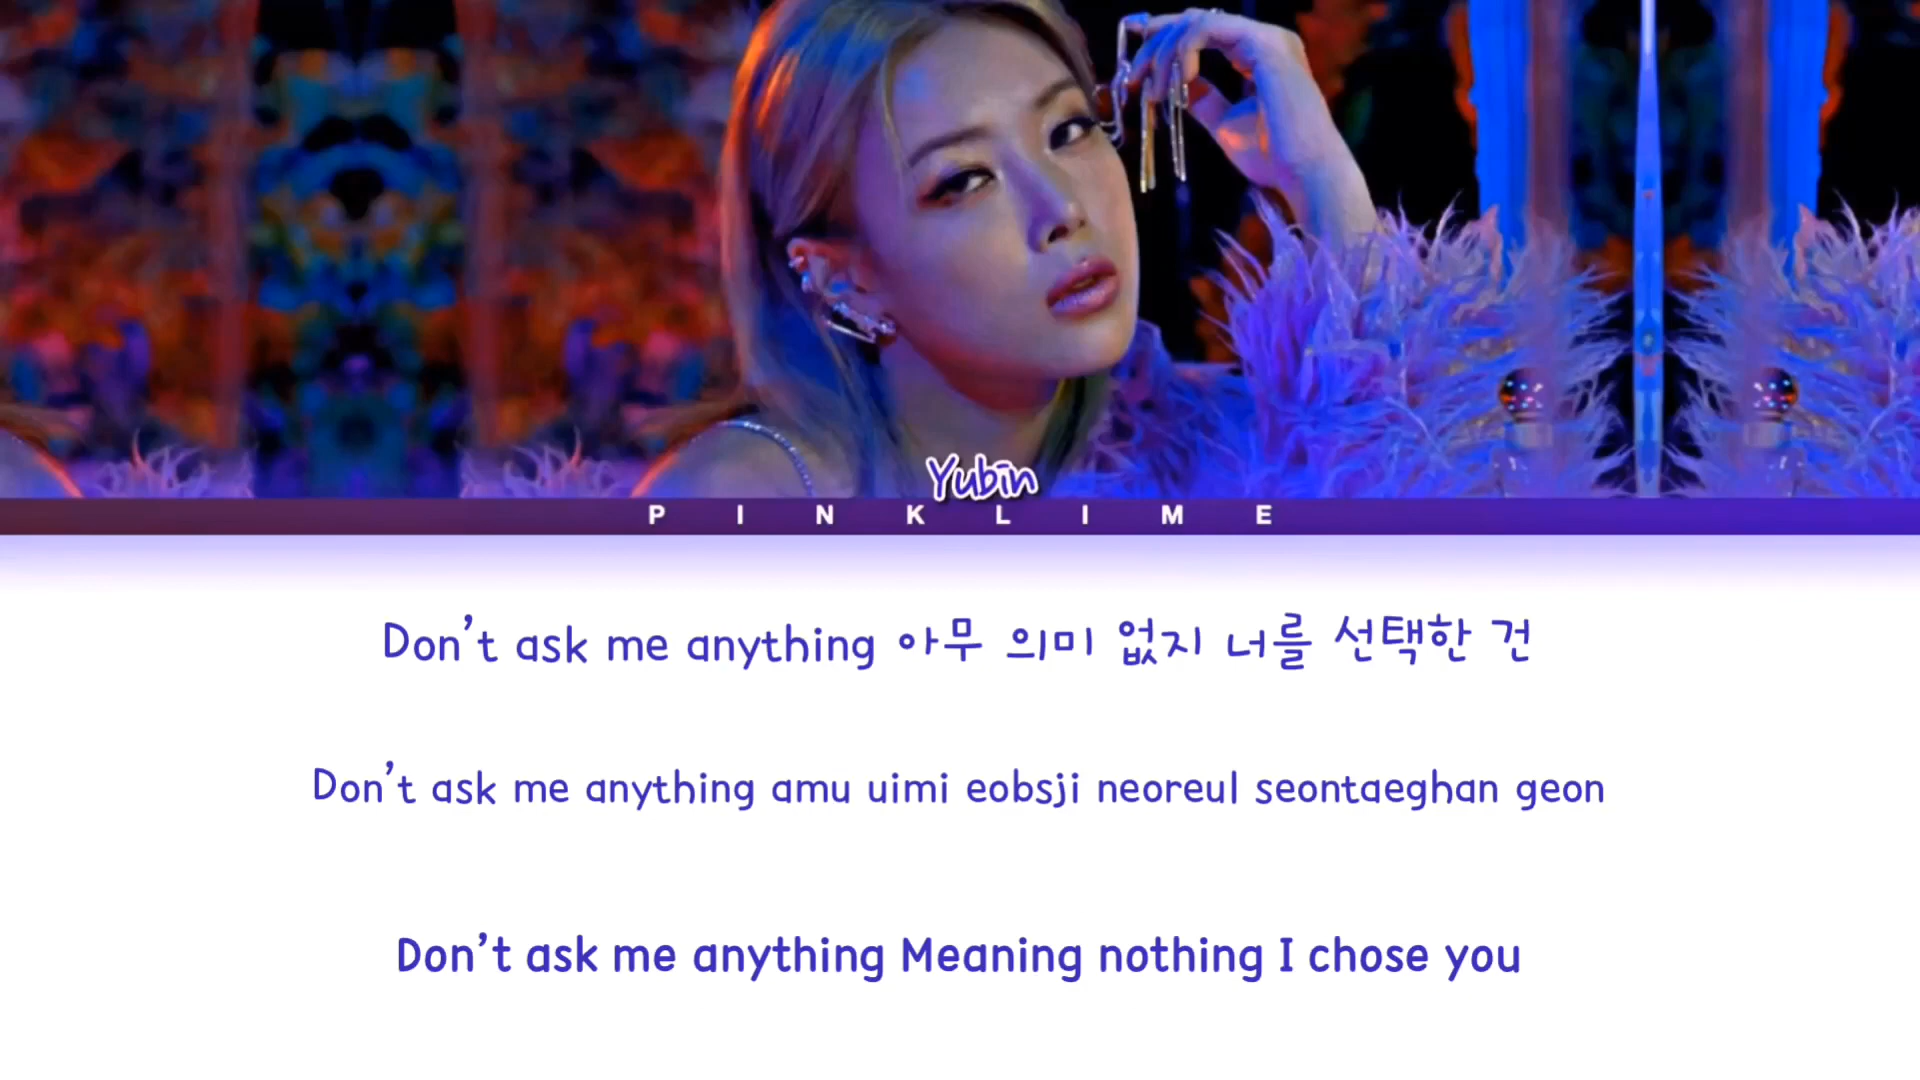 Yubin
PINKLIME
Don't ask me anything 아무 의미 없지 너를 선택한 건
Don't ask me anything amu uimi eobsji neoreul seontaeghan geon
Don't ask me anything Meaning nothing I chose you